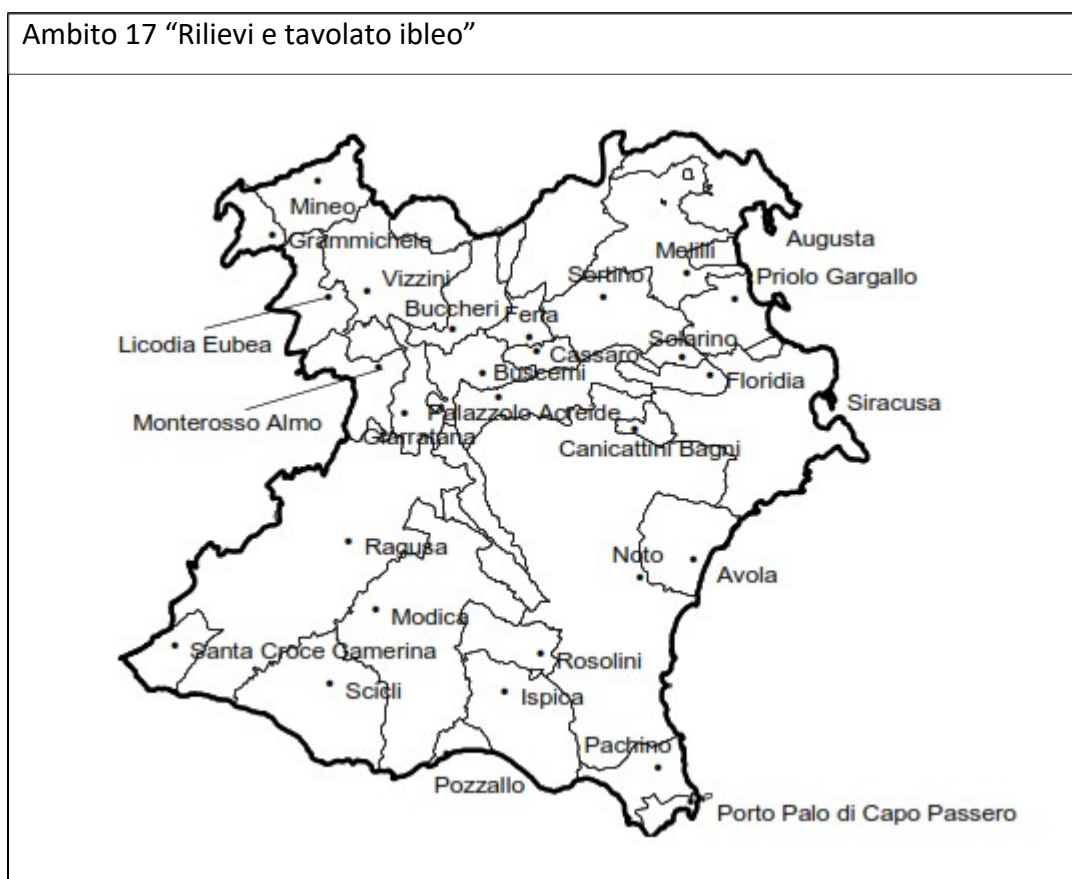 Ambito 17 “Rilievi e tavolato ibleo”
Mineo
Grammichele
Augusta
Melilli
Priolo Gargallo
Vizzini
Sortino
Buccheri
Ferla
Licodia Eubea
Solarino
Cassaro
Buscemi
Floridia
Siracusa
Monterosso Almo
Palazzolo Acreide
Giarratana
Canicattini Bagni
Ragusa
Noto
Avola
Modica
Santa Croce Camerina
Rosolini
Scicli
Ispica
Pachino
Pozzallo
Porto Palo di Capo Passero